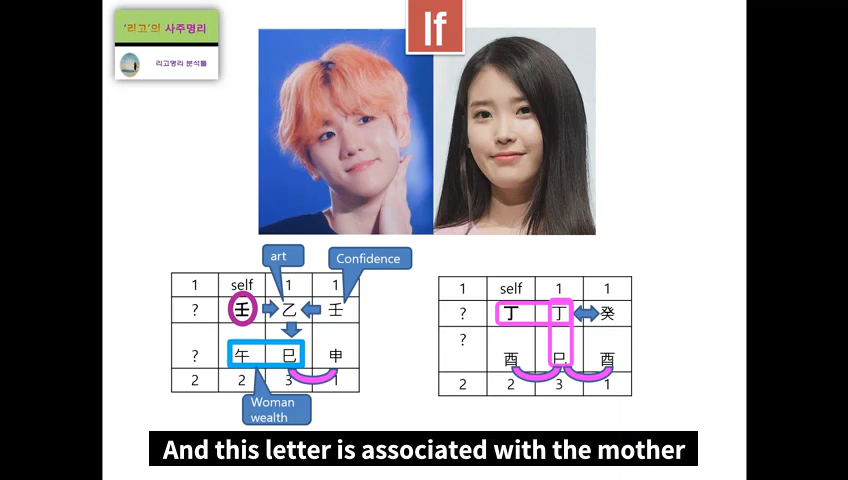 '리고'의 사주명리
리고명리 분석틀
If
art
Confidence
1 self 1 1
? 壬 乙 壬
? 午 巳 申
2 2 3 1
Woman
wealth
1 self 1 1
? 丁 丁 癸
?
酉 巳 酉
2 2 3 1
And this letter is associated with the mother